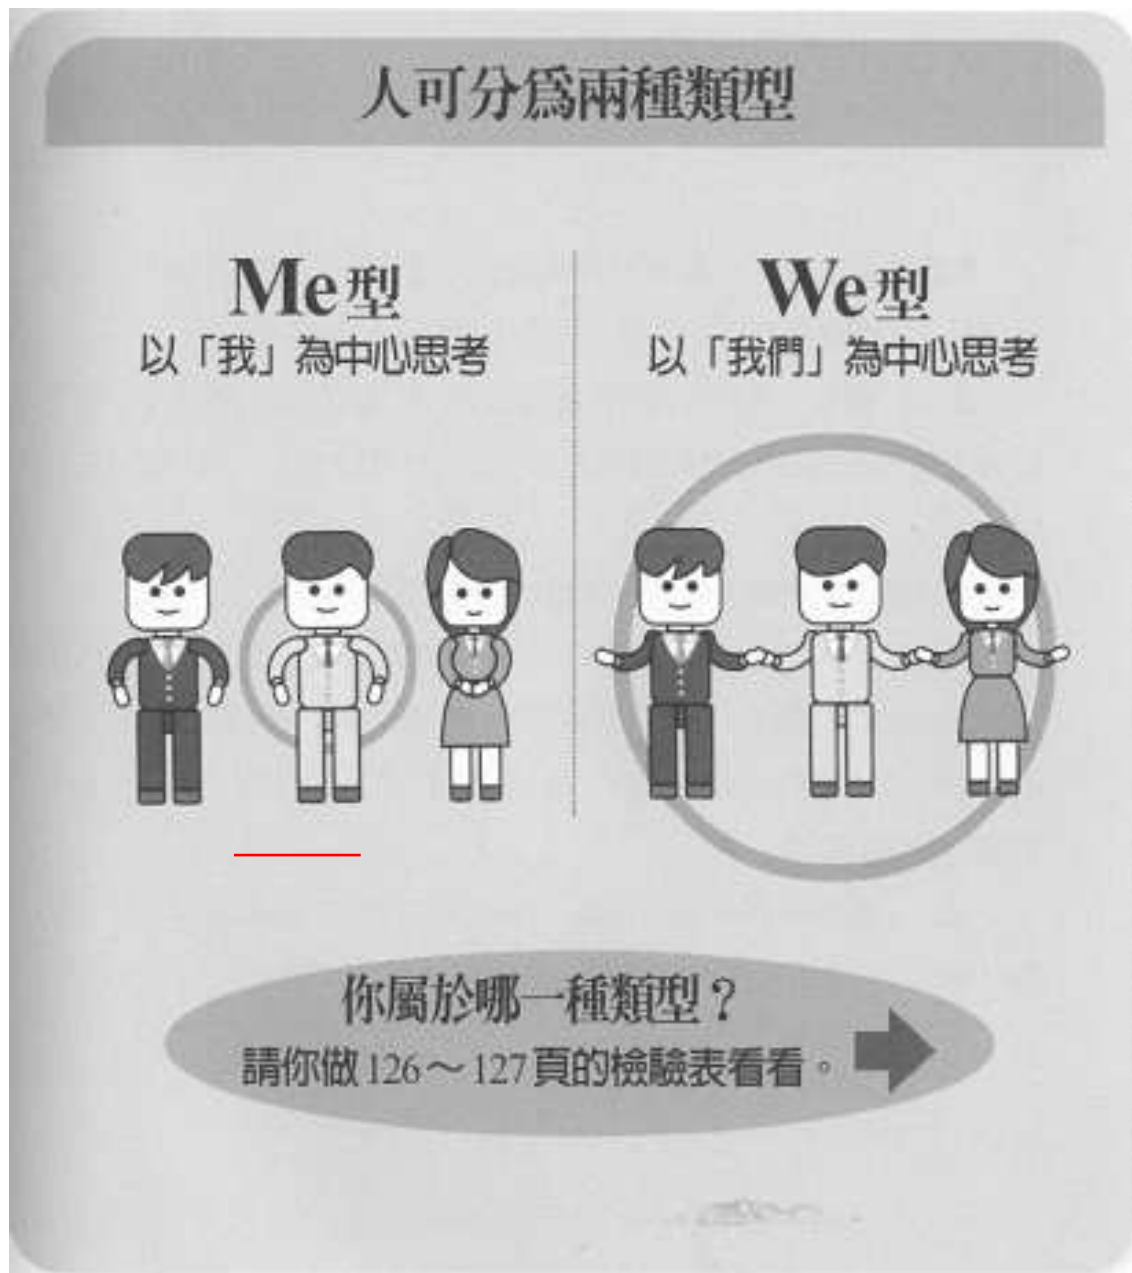 人可分爲兩種類型
Me型
以「我」為中心思考
We型
以「我們」為中心思考
你屬於哪一種類型？
請你做126～127頁的檢驗表看看。